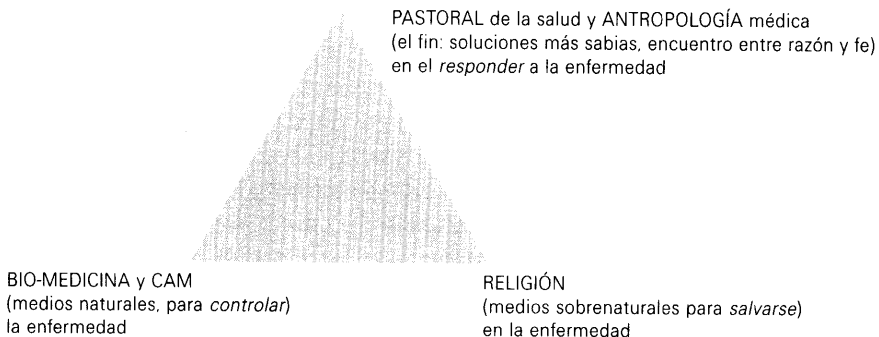 PASTORAL de la salud y ANTROPOLOGÍA médica
(el fin: soluciones más sabias, encuentro entre razón y fe)
en el responder a la enfermedad
BIO-MEDICINA y CAM
(medios naturales, para controlar)
la enfermedad
RELIGIÓN
(medios sobrenaturales para salvarse)
en la enfermedad